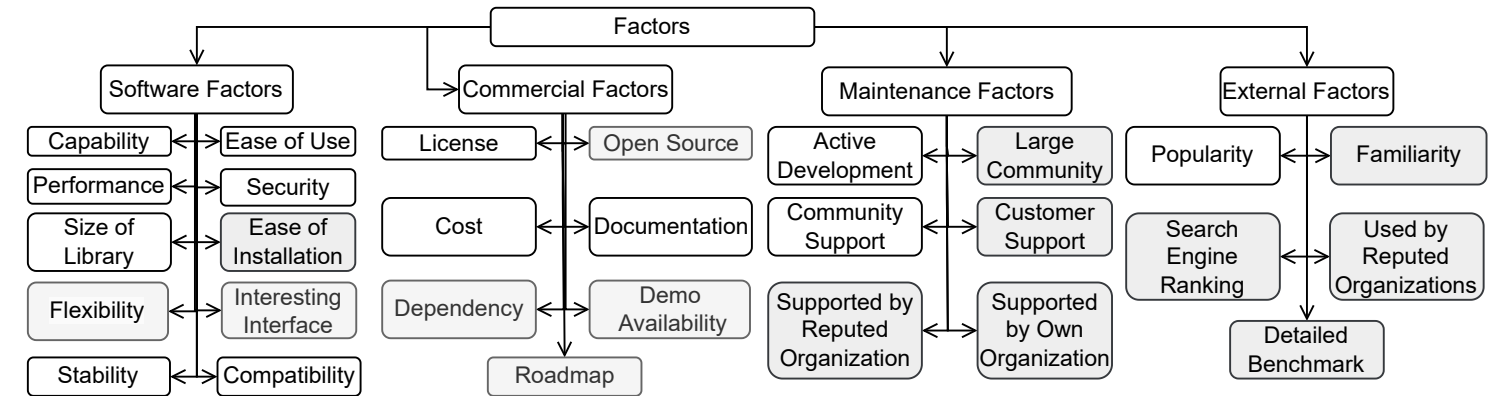 Factors
Software Factors
Commercial Factors
Maintenance Factors
External Factors
Capability
Ease of Use
Performance
Security
Size of
Library
Ease of
Installation
Flexibility
Interesting
Interface
Stability
Compatibility
License
Open Source
Cost
Documentation
Dependency
Demo
Availability
Roadmap
Active
Development
Large
Community
Community
Support
Customer
Support
Supported by
Reputed
Organization
Supported
by Own
Organization
Popularity
Familiarity
Search
Engine
Ranking
Used by
Reputed
Organizations
Detailed
Benchmark